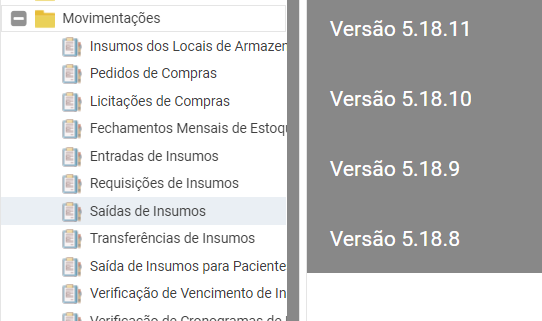 Movimentações
Insumos dos Locais de Armazen
Pedidos de Compras
Licitações de Compras
Fechamentos Mensais de Estoqu
Entradas de Insumos
Requisições de Insumos
Saídas de Insumos
Transferências de Insumos
Saída de Insumos para Paciente
Verificação de Vencimento de In
Verificação de Cronogramas de
Versão 5.18.11
Versão 5.18.10
Versão 5.18.9
Versão 5.18.8